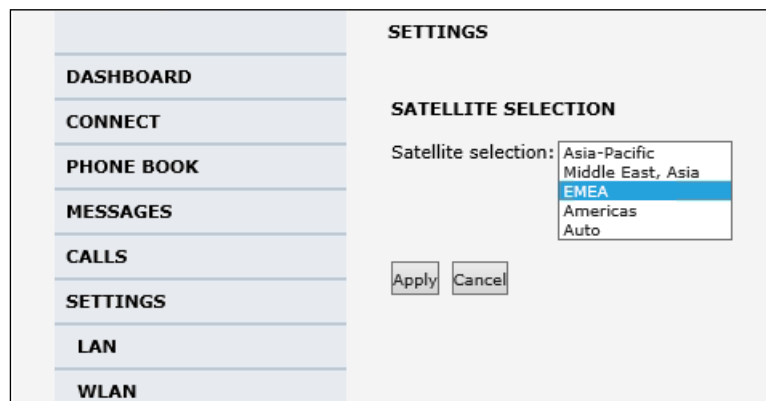 SETTINGS
DASHBOARD
CONNECT
PHONE BOOK
MESSAGES
CALLS
SETTINGS
LAN
WLAN
SATELLITE SELECTION
Satellite selection:
Asia-Pacific
Middle East, Asia
EMEA
Americas
Auto
Apply Cancel